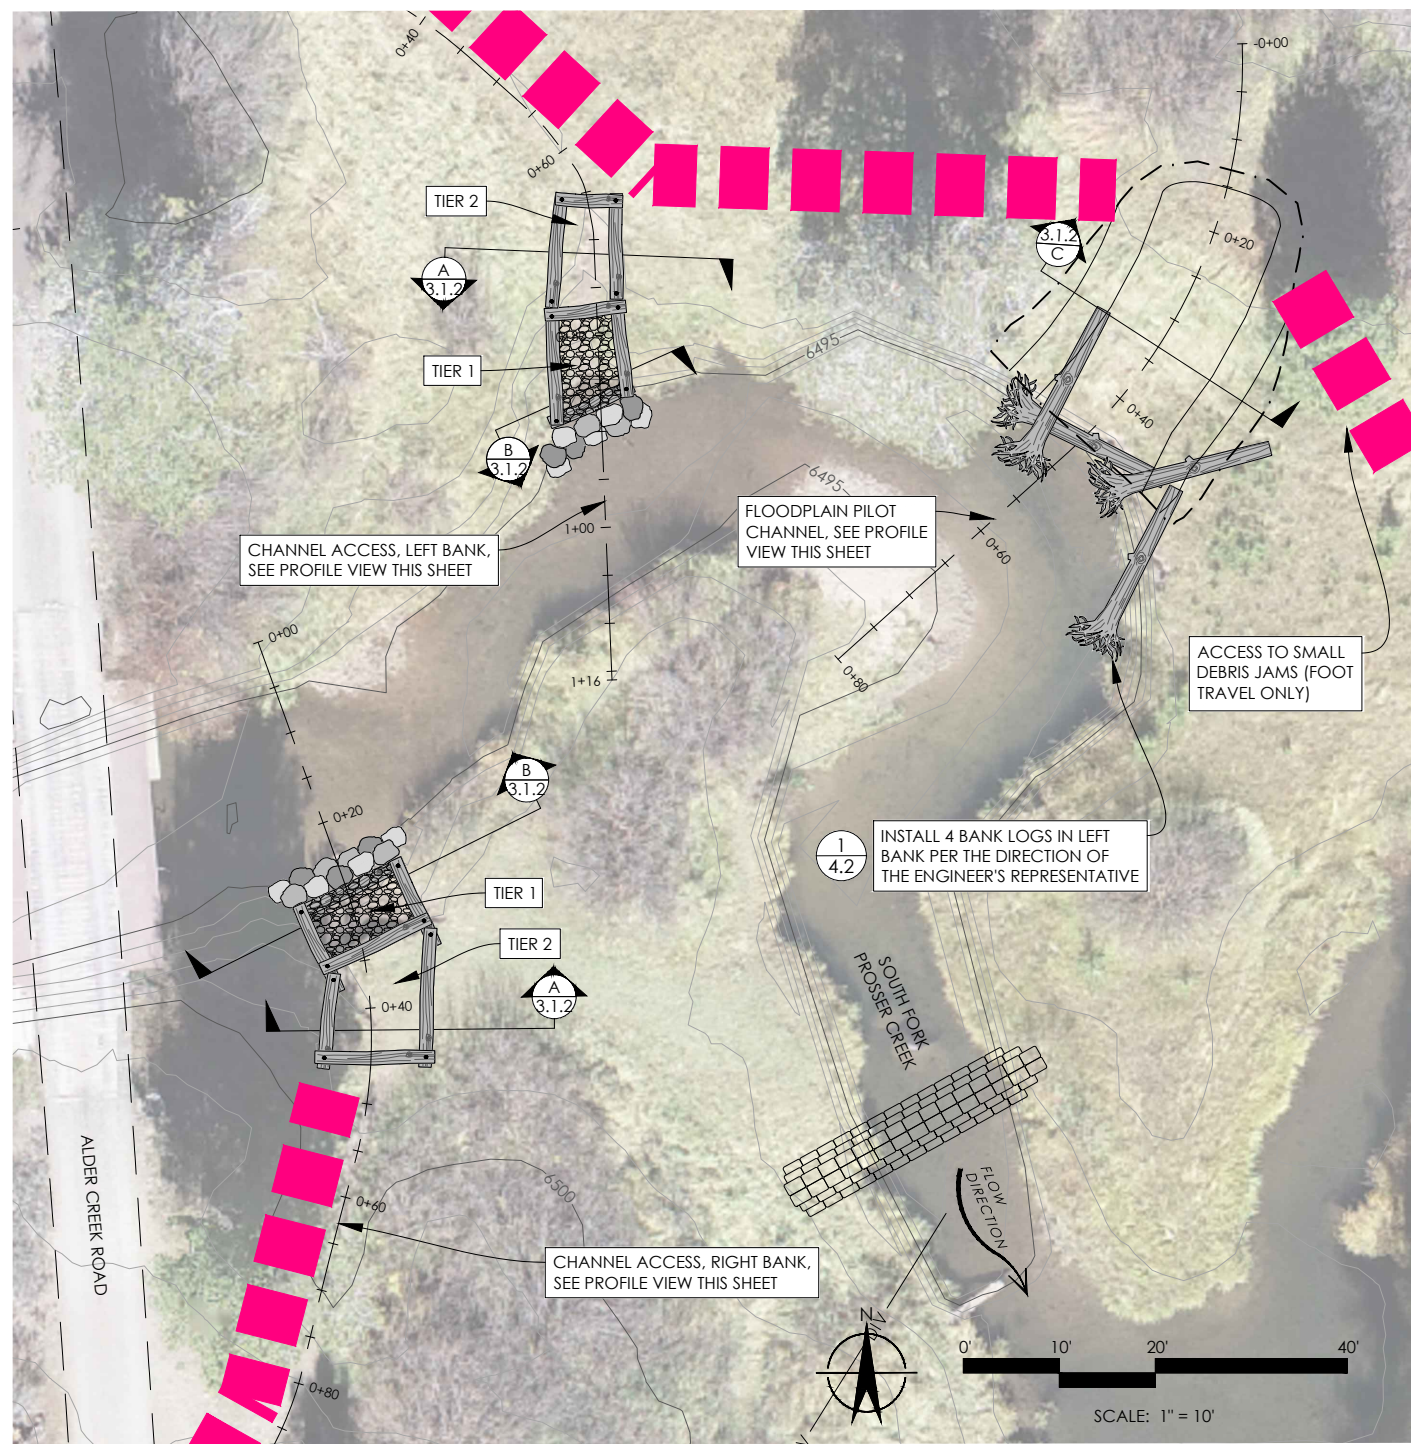 0+40
-0+00
0+60
TIER 2
3.1.2
C
0+20
A
3.1.2
6495
TIER 1
0+40
B
3.1.2
6495
FLOODPLAIN PILOT
CHANNEL, SEE PROFILE
VIEW THIS SHEET
1+00
0+60
CHANNEL ACCESS, LEFT BANK,
SEE PROFILE VIEW THIS SHEET
0+00
ACCESS TO SMALL
DEBRIS JAMS (FOOT
TRAVEL ONLY)
1+16
0+80
B
3.1.2
0+20
1
4.2
INSTALL 4 BANK LOGS IN LEFT
BANK PER THE DIRECTION OF
THE ENGINEER'S REPRESENTATIVE
TIER 1
TIER 2
A
3.1.2
0+40
SOUTH FORK
PROSSER CREEK
ALDER CREEK ROAD
6500
0+60
FLOW
DIRECTION
CHANNEL ACCESS, RIGHT BANK,
SEE PROFILE VIEW THIS SHEET
N
0' 10' 20' 40'
0+80
SCALE: 1" = 10'